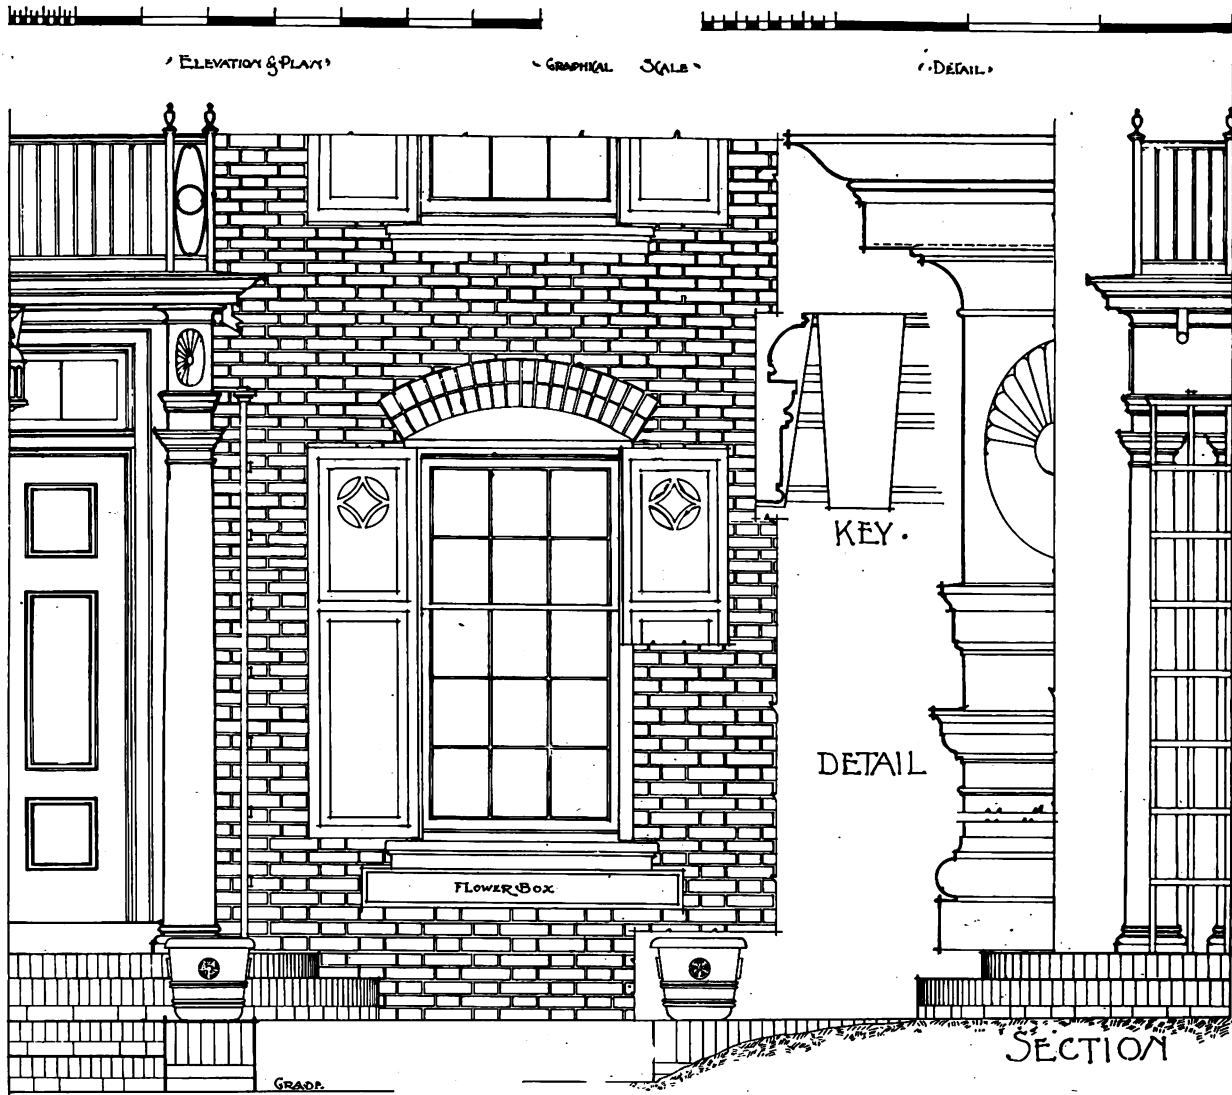 ELEVATION & PLAN
GRAPHICAL SCALE
DETAIL
KEY.
DETAIL
FLOWER BOX
SECTION
GRADE